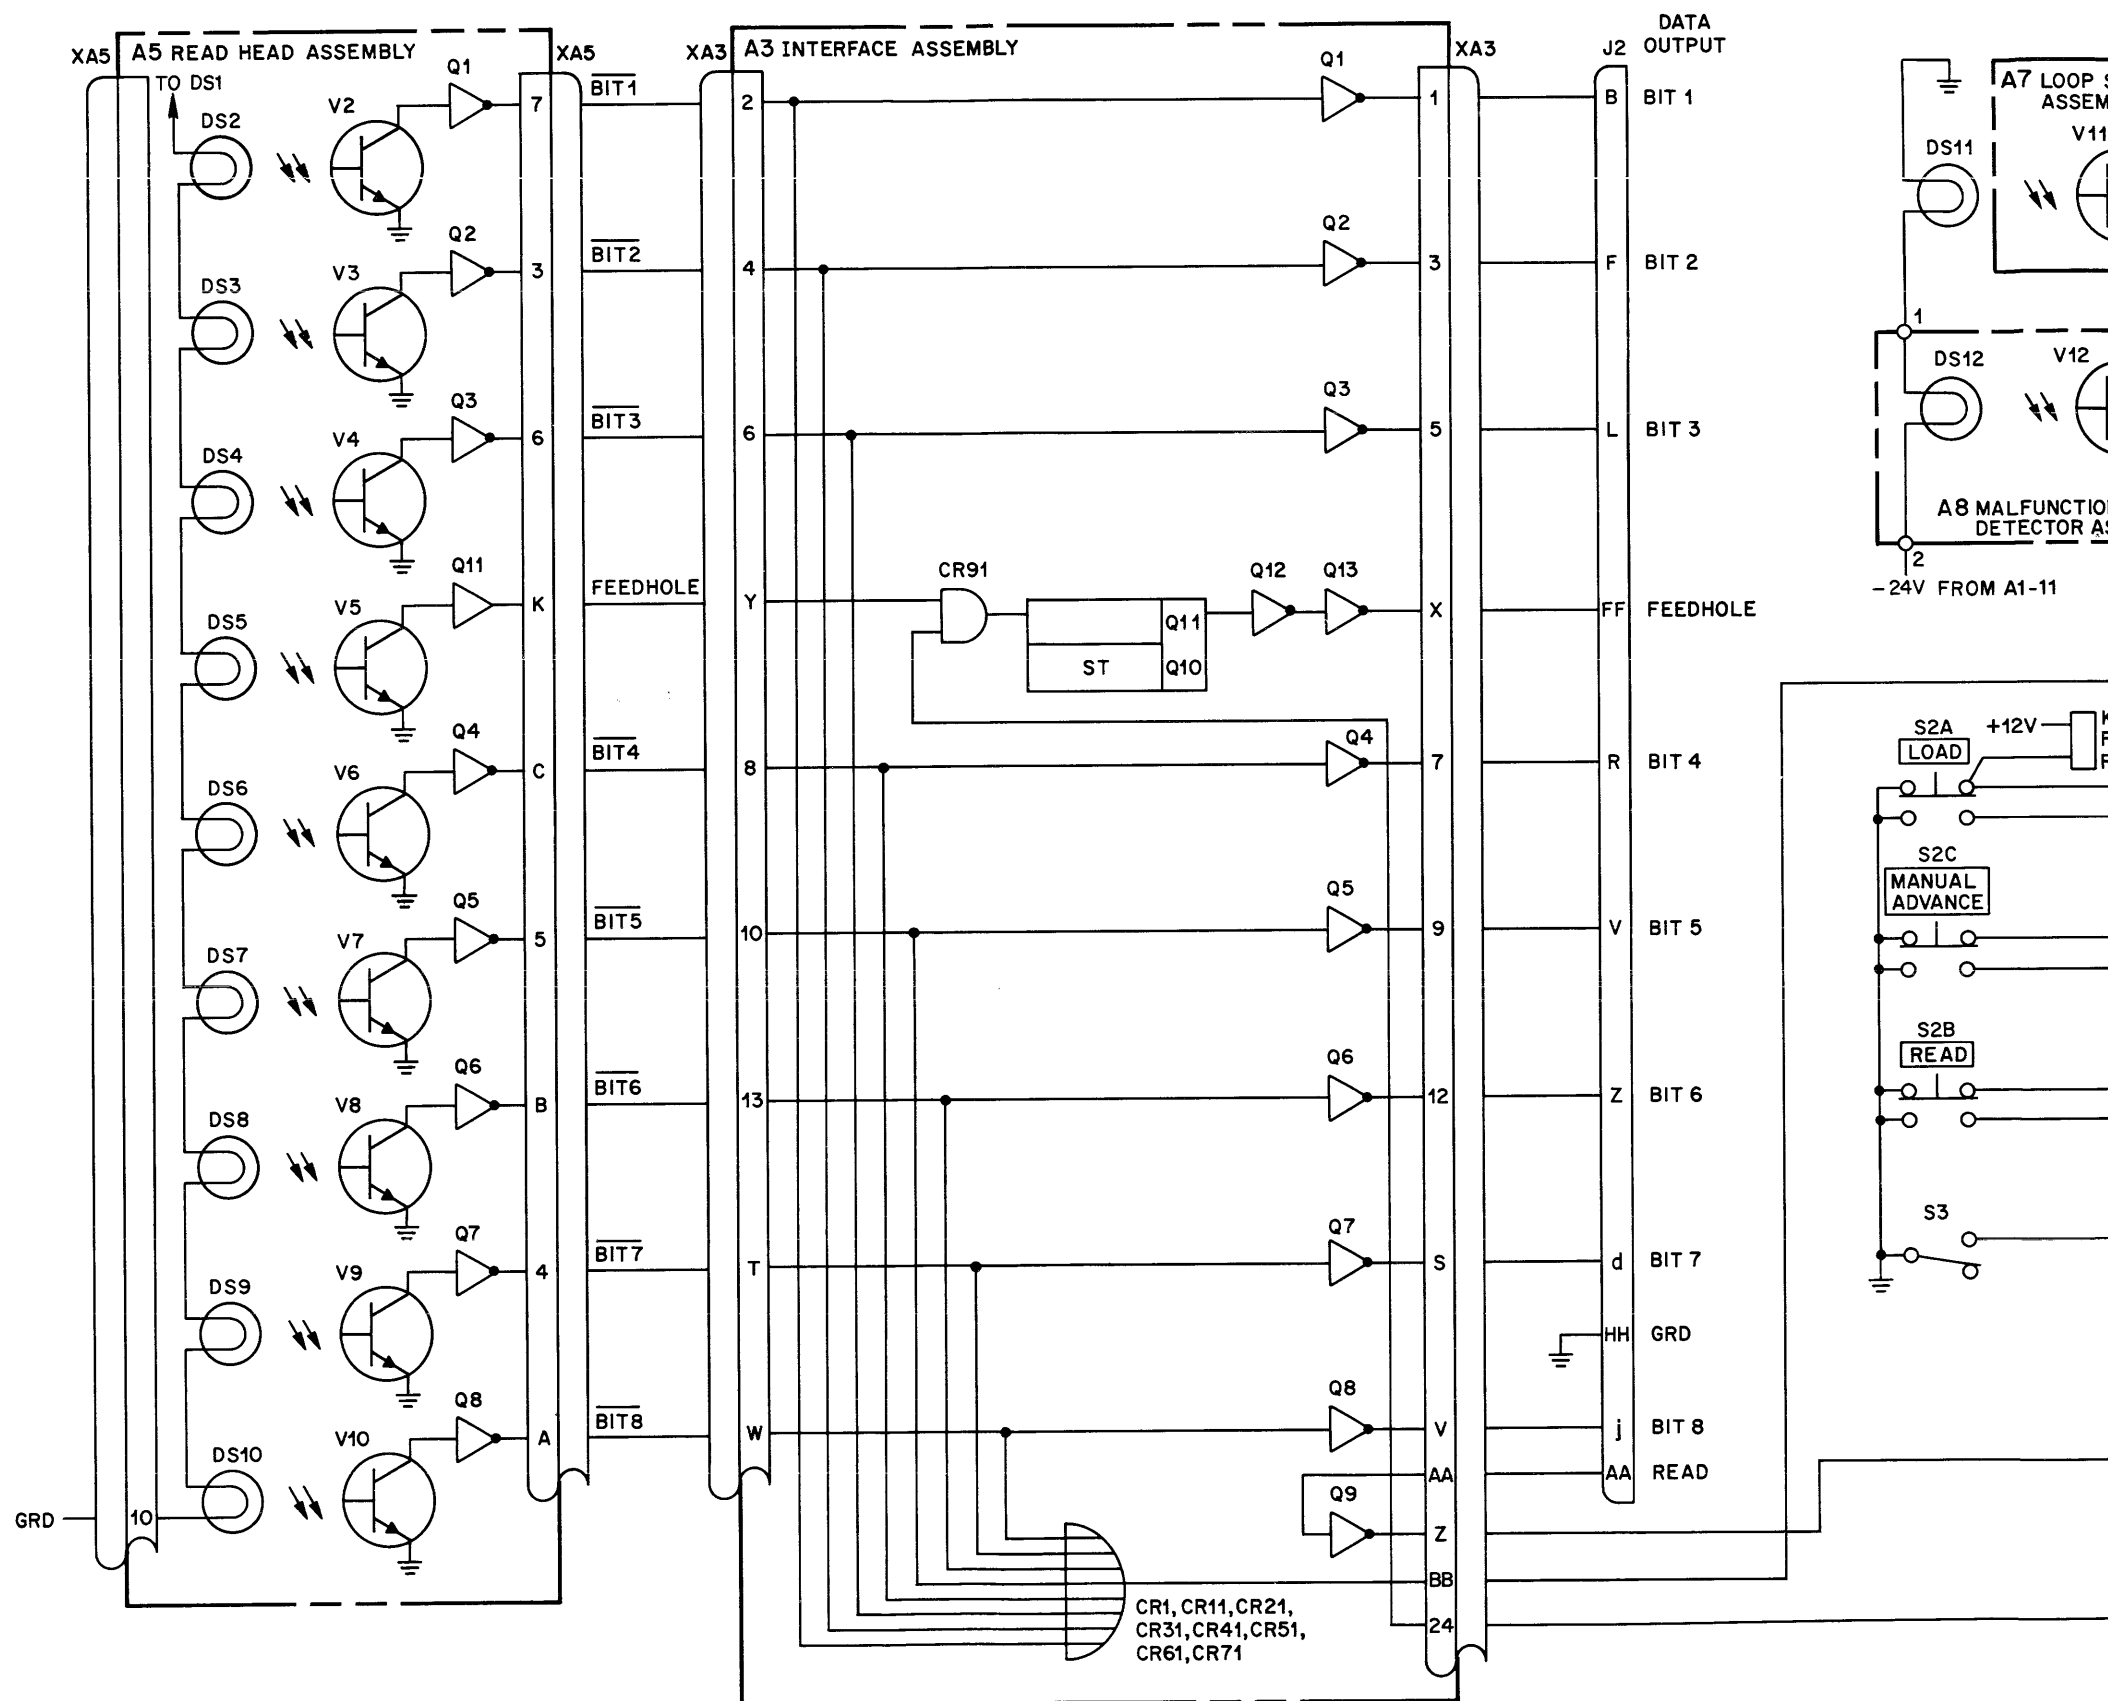 XA5
A5 READ HEAD ASSEMBLY
XA5
XA3
A3 INTERFACE ASSEMBLY
XA3
J2
DATA
OUTPUT
TO DS1
DS2
V2
Q1
7
BIT1
2
Q1
1
B
BIT 1
DS3
V3
Q2
3
BIT2
4
Q2
3
F
BIT 2
DS4
V4
Q3
6
BIT3
6
Q3
5
L
BIT 3
DS5
V5
Q11
K
FEEDHOLE
Y
CR91
Q11
ST
Q10
Q12
Q13
X
FF
FEEDHOLE
DS6
V6
Q4
C
BIT4
8
Q4
7
R
BIT 4
DS7
V7
Q5
5
BIT5
10
Q5
9
V
BIT 5
DS8
V8
Q6
B
BIT6
13
Q6
12
Z
BIT 6
DS9
V9
Q7
4
BIT7
T
Q7
S
d
BIT 7
HH
GRD
DS10
V10
Q8
A
BIT8
W
Q8
V
j
BIT 8
AA
AA
READ
GRD
10
Q9
Z
BB
24
CR1, CR11, CR21,
CR31, CR41, CR51,
CR61, CR71
A7 LOOP
ASSEM
V11
DS11
1
DS12
V12
A8 MALFUNCTIO
DETECTOR AS
2
-24V FROM A1-11
S2A
LOAD
+12V
S2C
MANUAL
ADVANCE
S2B
READ
S3